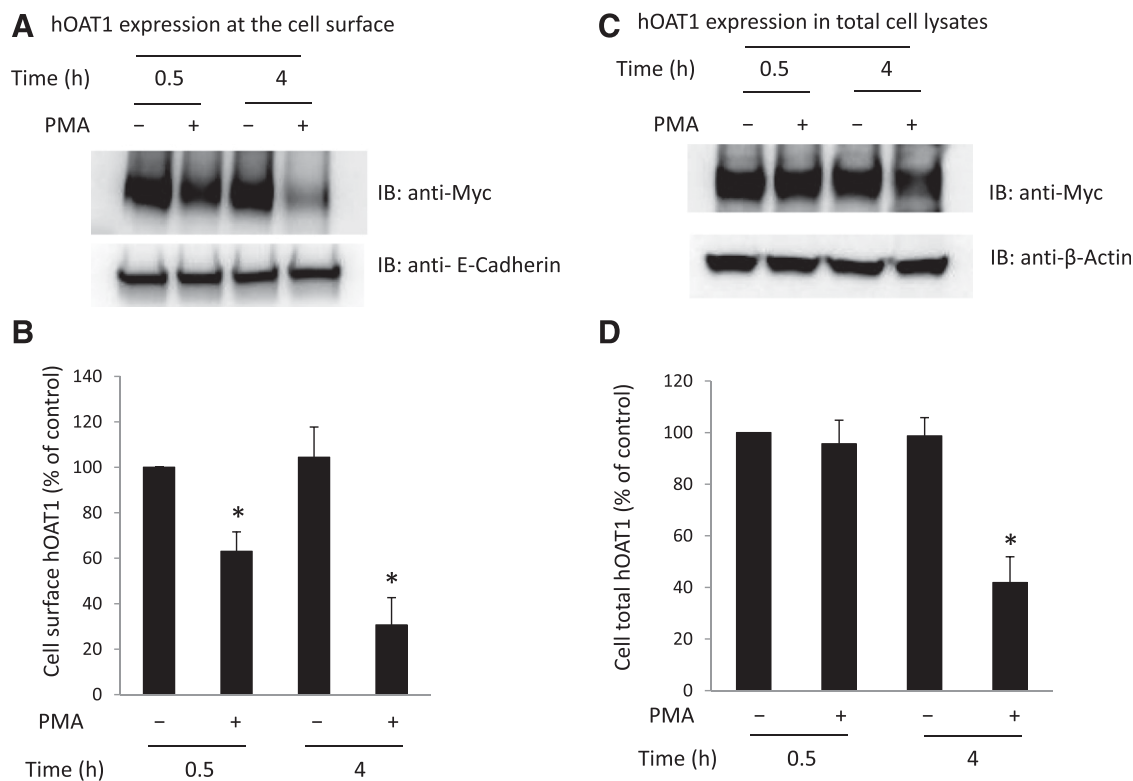 A hOAT1 expression at the cell surface
Time (h) 0.5 4
PMA − + − +
IB: anti-Myc
IB: anti- E-Cadherin
C hOAT1 expression in total cell lysates
Time (h) 0.5 4
PMA − + − +
IB: anti-Myc
IB: anti-β-Actin
B
Cell surface hOAT1 (% of control)
140
120
100
80
60
40
20
0
*
*
PMA − + − +
Time (h) 0.5 4
D
Cell total hOAT1 (% of control)
120
100
80
60
40
20
0
*
PMA − + − +
Time (h) 0.5 4